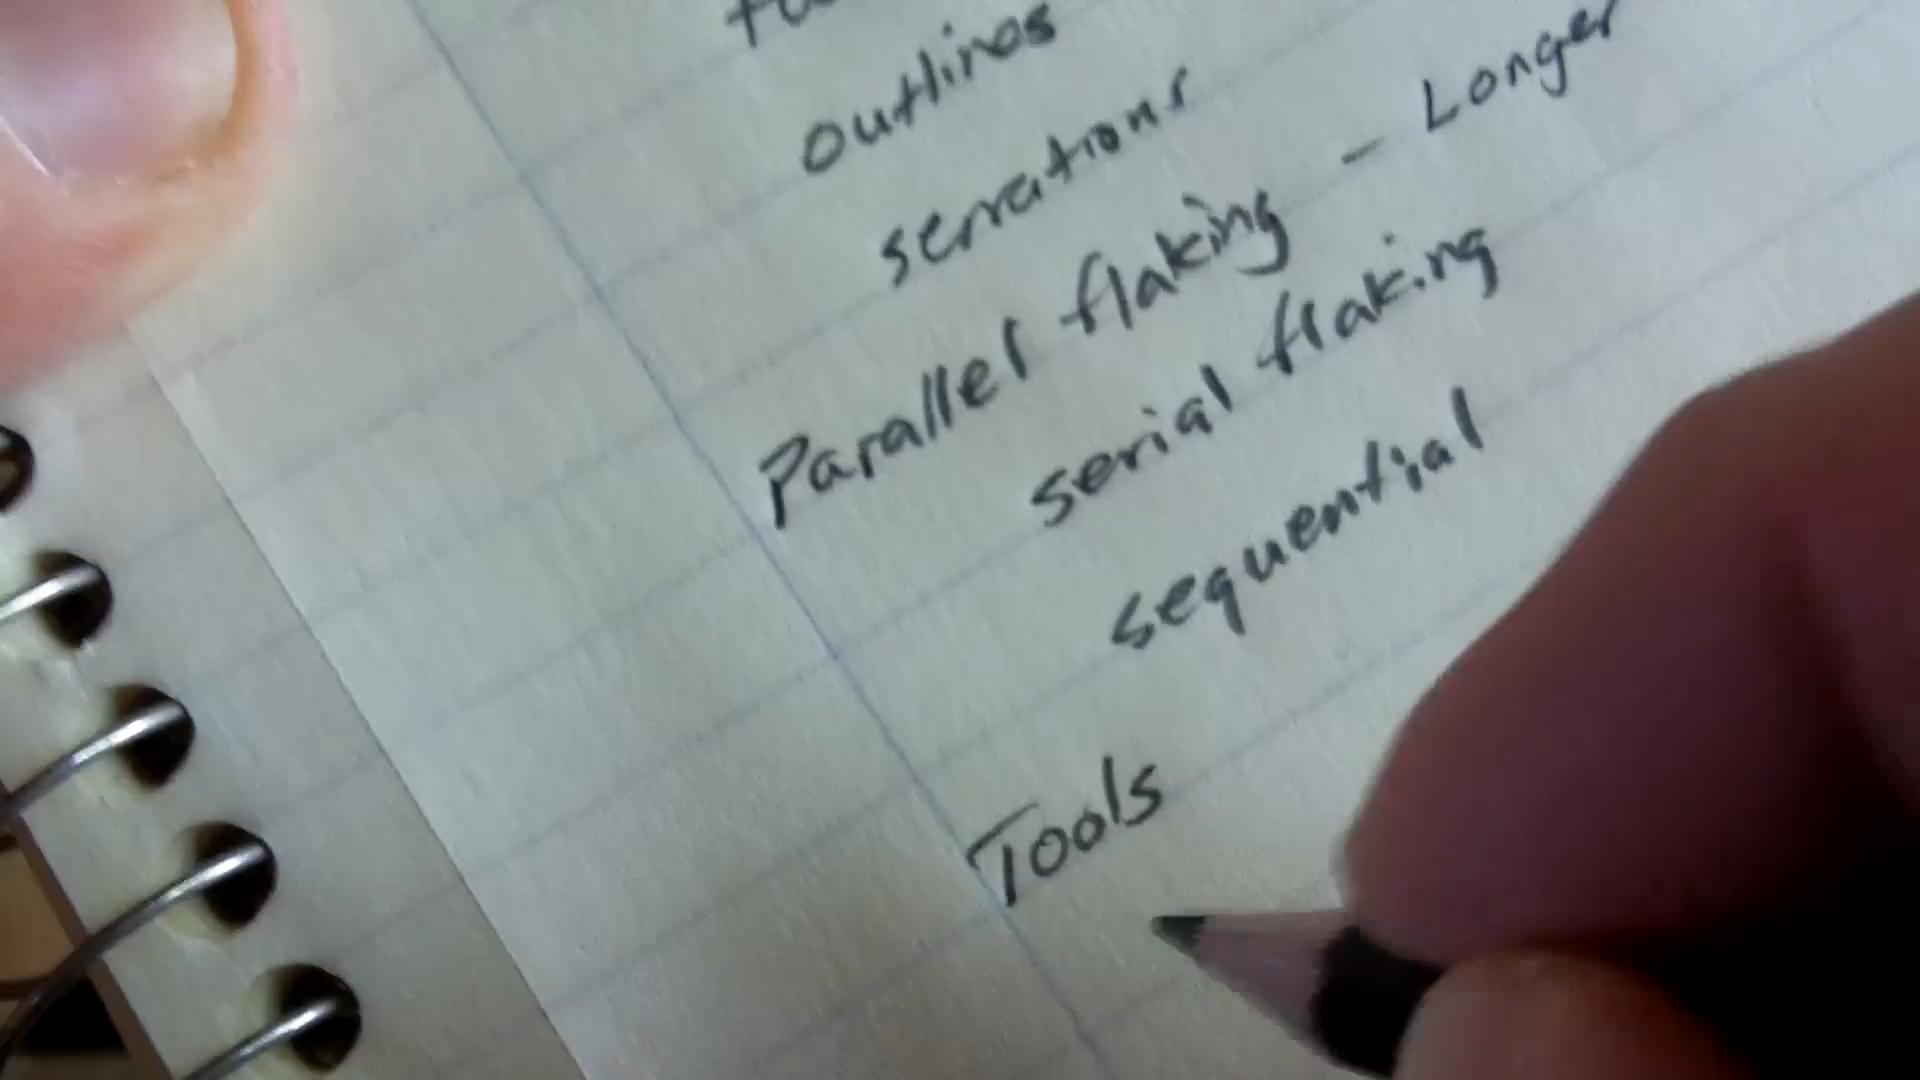 outlines
serrations
Parallel flaking - Longer
serial flaking
sequential
Tools